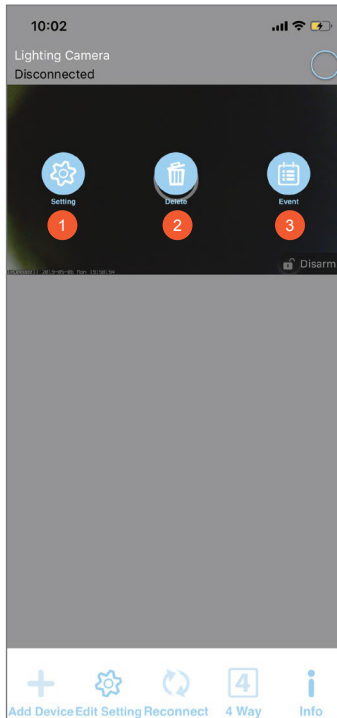 10:02
Lighting Camera
Disconnected
Setting
Delete
Event
1
2
3
Disarm
4
Add Device Edit Setting Reconnect 4 Way Info